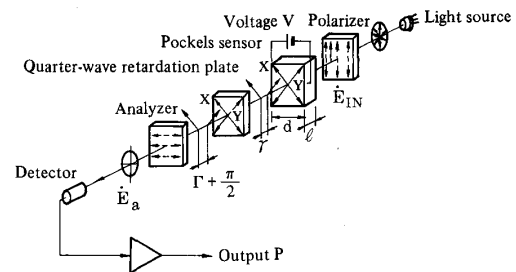 Voltage V Polarizer Light source
Pockels sensor
Quarter-wave retardation plate
X
Y
Ė_IN
Analyzer
X
Y
d
ℓ
γ
Γ + π/2
Detector
Ė_a
Output P